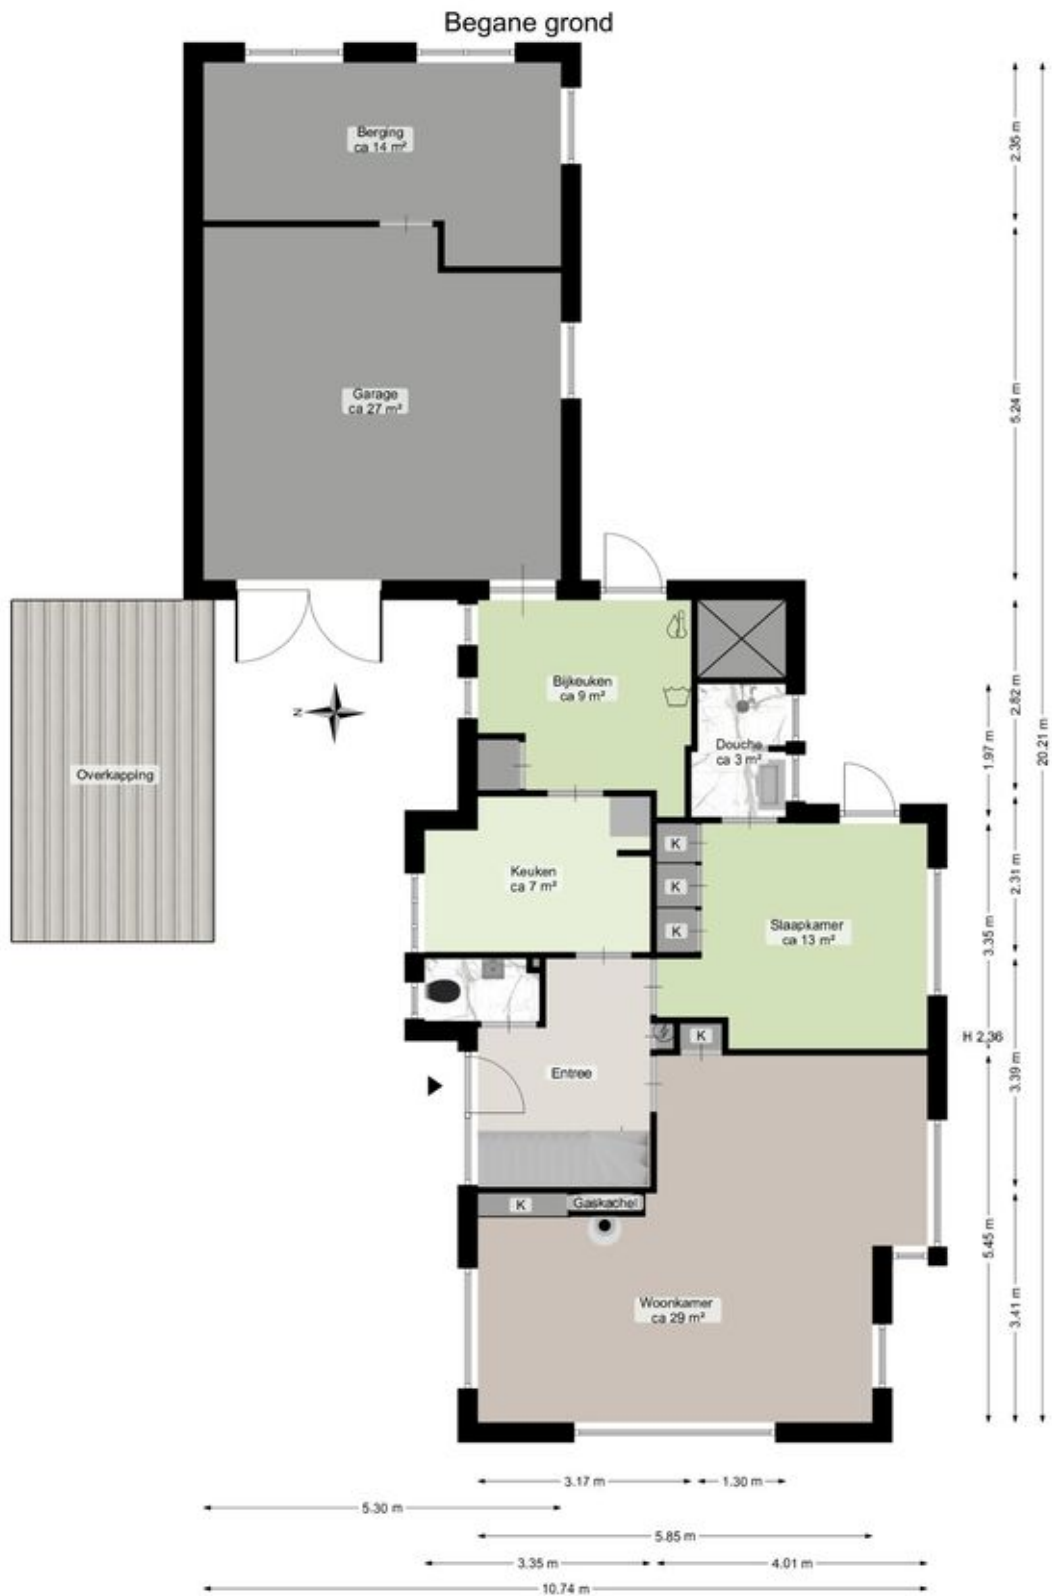 Begane grond
Berging
ca 14 m²
2.35 m
Garage
ca 27 m²
5.24 m
Bijkeuken
ca 9 m²
2.82 m
20.21 m
N
Douche
ca 3 m²
1.97 m
Overkapping
Keuken
ca 7 m²
K
K
K
2.31 m
Slaapkamer
ca 13 m²
3.35 m
K
H 2.36
Entree
3.39 m
K
Gaskachel
5.45 m
Woonkamer
ca 29 m²
3.41 m
3.17 m
1.30 m
5.30 m
5.85 m
3.35 m
4.01 m
10.74 m